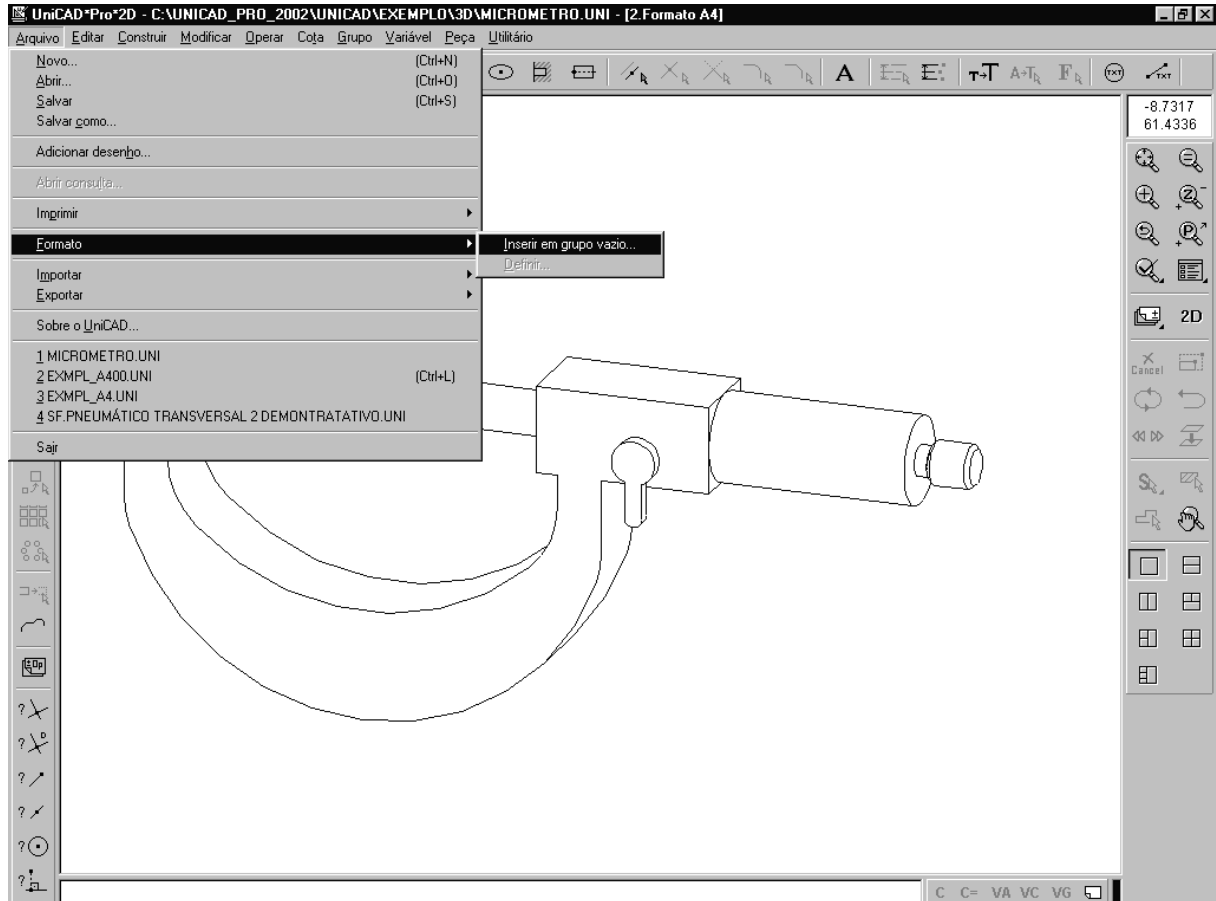 UniCAD*Pro*2D - C:\UNICAD_PRO_2002\UNICAD\EXEMPLO\3D\MICROMETRO.UNI - [2.Formato A4]
Arquivo Editar Construir Modificar Operar Cota Grupo Variável Peça Utilitário
Novo... (Ctrl+N)
Abrir... (Ctrl+O)
Salvar (Ctrl+S)
Salvar como...
Adicionar desenho...
Abrir consulta...
Imprimir
Formato
Inserir em grupo vazio...
Definir...
Importar
Exportar
Sobre o UniCAD...
1 MICROMETRO.UNI
2 EXMPL_A400.UNI (Ctrl+L)
3 EXMPL_A4.UNI
4 SF.PNEUMÁTICO TRANSVERSAL 2 DEMONTRATATIVO.UNI
Sair
A T→T A→T F TXT TXT
-8.7317
61.4336
Z
P
2D
Cancel
S
Op
C C= VA VC VG